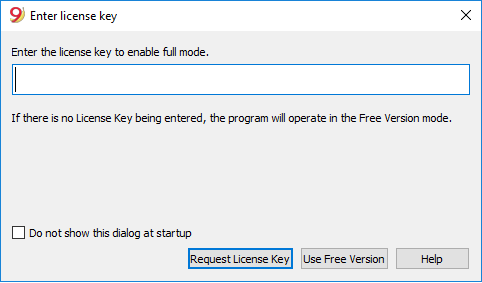 Enter license key
Enter the license key to enable full mode.
If there is no License Key being entered, the program will operate in the Free Version mode.
Do not show this dialog at startup
Request License Key Use Free Version Help